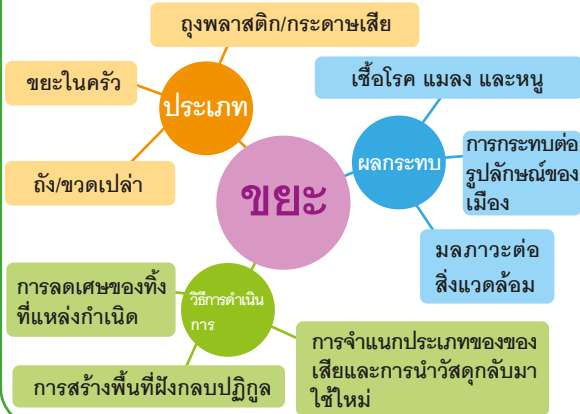 ถุงพลาสติก/กระดาษเสีย
ขยะในครัว
ประเภท
ถัง/ขวดเปล่า
ขยะ
เชื้อโรค แมลง และหนู
ผลกระทบ
การกระทบต่อ
รูปลักษณ์ของ
เมือง
มลภาวะต่อ
สิ่งแวดล้อม
การลดเศษของทิ้ง
ที่แหล่งกำเนิด
วิธีการดำเนิน
การ
การสร้างพื้นที่ฝังกลบปฏิกูล
การจำแนกประเภทของของ
เสียและการนำวัสดุกลับมา
ใช้ใหม่